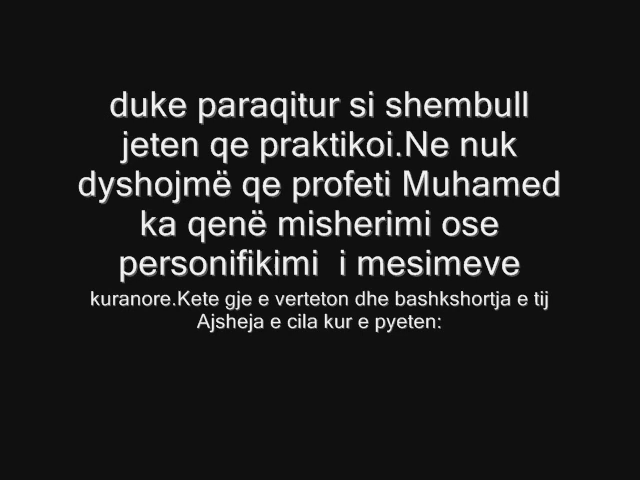 duke paraqitur si shembull
jeten qe praktikoi.Ne nuk
dyshojmë qe profeti Muhamed
ka qenë misherimi ose
personifikimi  i mesimeve
kuranore.Kete gje e verteton dhe bashkshortja e tij
Ajsheja e cila kur e pyeten: